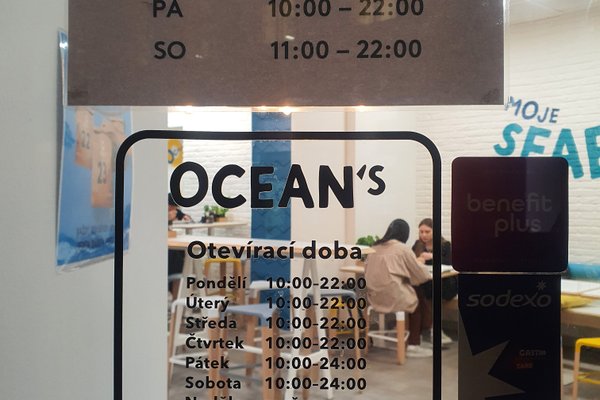 PÁ 10:00 – 22:00
SO 11:00 – 22:00
MOJE
OCEAN's
Otevírací doba
Pondělí 10:00–22:00
Úterý 10:00–22:00
Středa 10:00–22:00
Čtvrtek 10:00–22:00
Pátek 10:00–24:00
Sobota 10:00–24:00
benefit
plus
sodexo